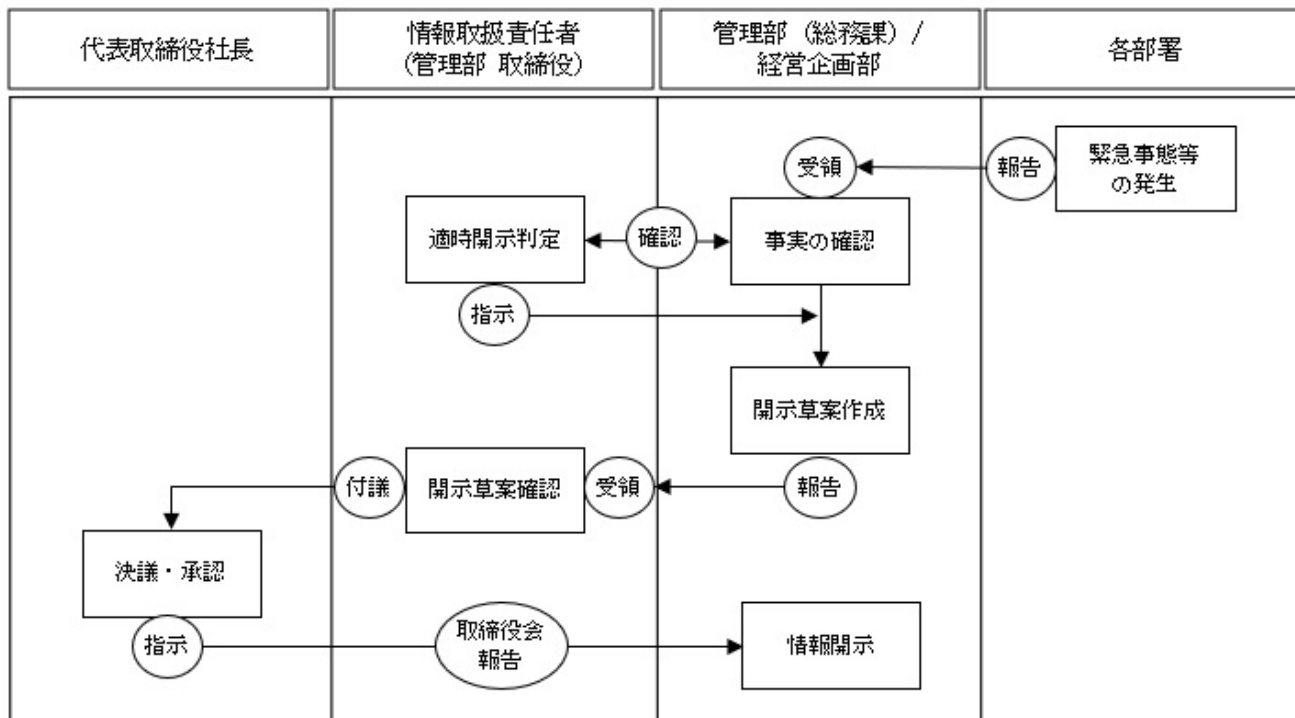 代表取締役社長
情報取扱責任者
(管理部 取締役)
管理部 (総務課) /
経営企画部
各部署
受領
報告
緊急事態等
の発生
適時開示判定
確認
事実の確認
指示
開示草案作成
付議
開示草案確認
受領
報告
決議・承認
指示
取締役会
報告
情報開示